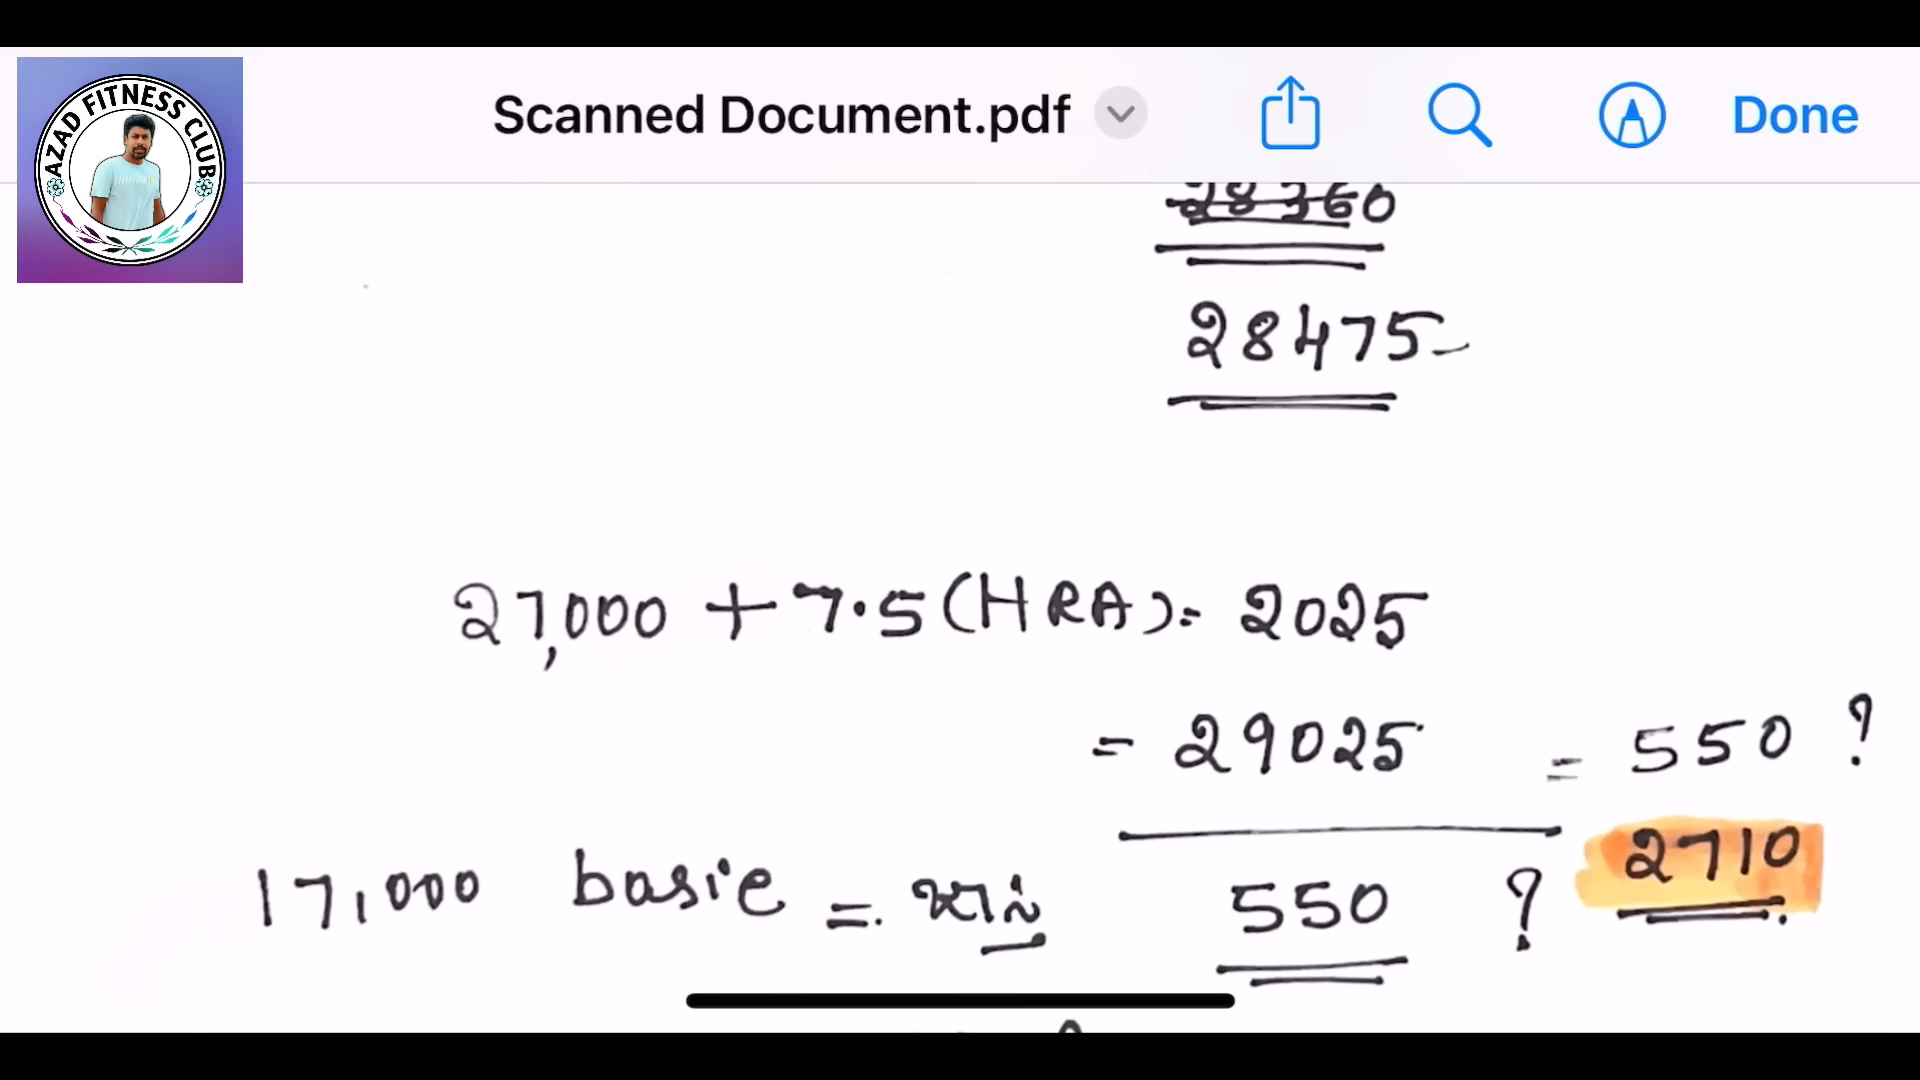 AZAD FITNESS CLUB
Scanned Document.pdf
Done
28360
28475
27,000 + 7.5 (HRA) = 2025
= 29025 = 550 ?
2710
17,000 basic =
550 ?